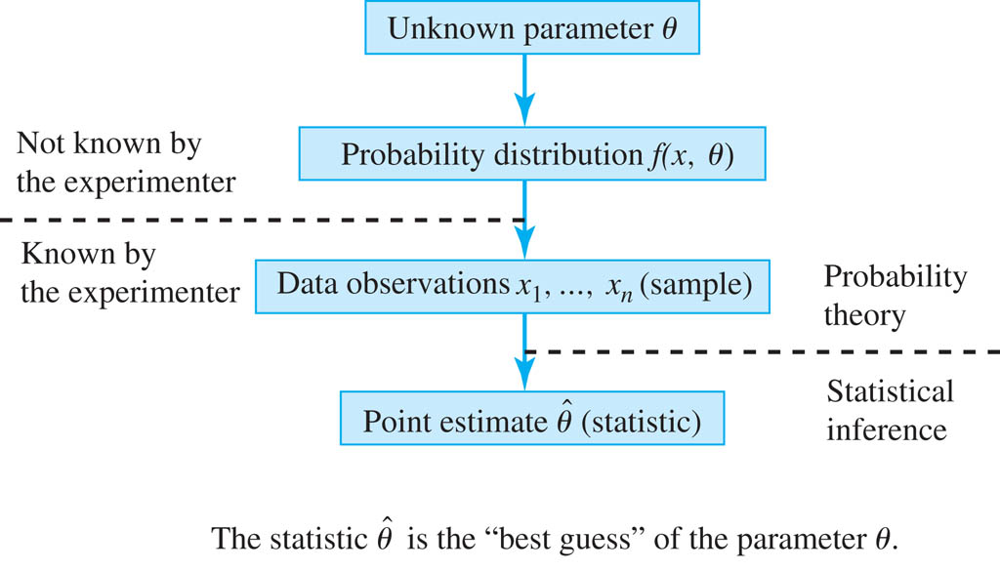 Unknown parameter θ
Not known by
the experimenter
Probability distribution f(x, θ)
Known by
the experimenter
Data observations x₁, ..., xₙ (sample)
Probability
theory
Point estimate θ̂ (statistic)
Statistical
inference
The statistic θ̂ is the “best guess” of the parameter θ.